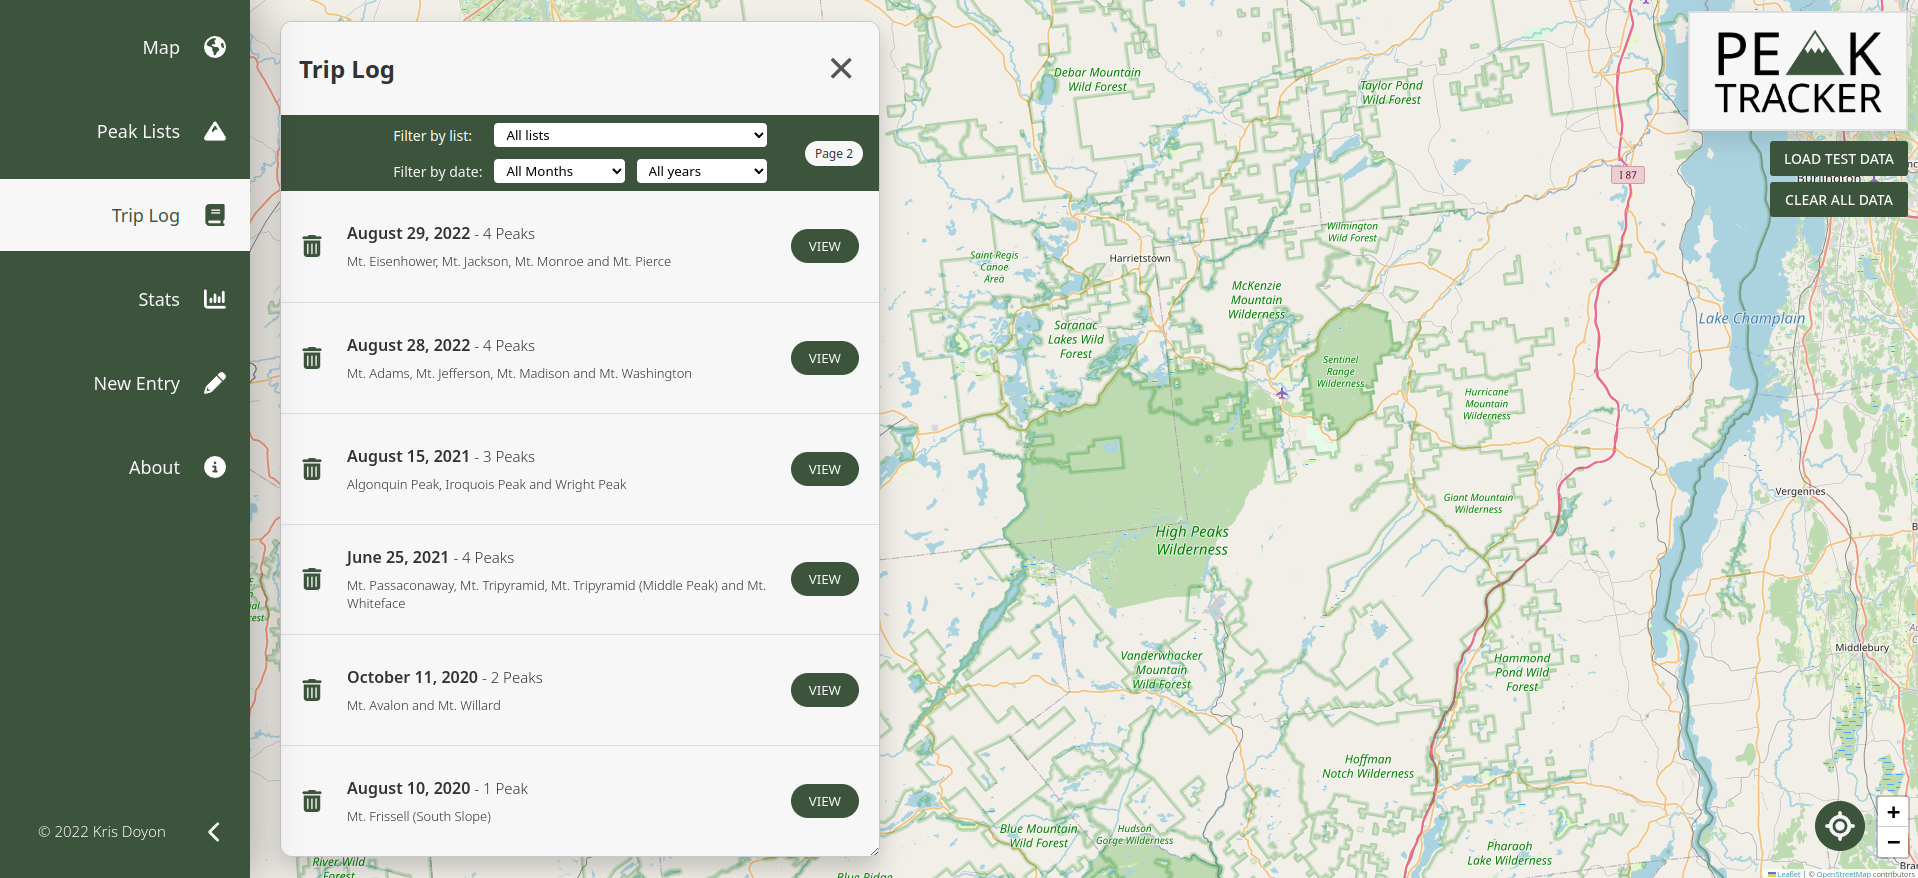 Map
Peak Lists
Trip Log
Stats
New Entry
About
© 2022 Kris Doyon
Trip Log
Filter by list:
All lists
Filter by date:
All Months
All years
Page 2
August 29, 2022 - 4 Peaks
Mt. Eisenhower, Mt. Jackson, Mt. Monroe and Mt. Pierce
VIEW
August 28, 2022 - 4 Peaks
Mt. Adams, Mt. Jefferson, Mt. Madison and Mt. Washington
VIEW
August 15, 2021 - 3 Peaks
Algonquin Peak, Iroquois Peak and Wright Peak
VIEW
June 25, 2021 - 4 Peaks
Mt. Passaconaway, Mt. Tripyramid, Mt. Tripyramid (Middle Peak) and Mt.
Whiteface
VIEW
October 11, 2020 - 2 Peaks
Mt. Avalon and Mt. Willard
VIEW
August 10, 2020 - 1 Peak
Mt. Frissell (South Slope)
VIEW
PEAK
TRACKER
LOAD TEST DATA
Burlington
CLEAR ALL DATA
Debar Mountain
Wild Forest
Taylor Pond
Wild Forest
I 87
Wilmington
Wild Forest
Saint Regis
Canoe
Area
Harrietstown
McKenzie
Mountain
Wilderness
Lake Champlain
Saranac
Lakes Wild
Forest
Sentinel
Range
Wilderness
Hurricane
Mountain
Wilderness
Giant Mountain
Wilderness
Vergennes
High Peaks
Wilderness
Vanderwhacker
Mountain
Wild Forest
Hammond
Pond Wild
Forest
Middlebury
Hoffman
Notch Wilderness
Blue Mountain
Wild Forest
Hudson
Gorge Wilderness
Pharaoh
Lake Wilderness
River Wild
Forest
Blue Ridge
+
−
Leaflet | © OpenStreetMap contributors